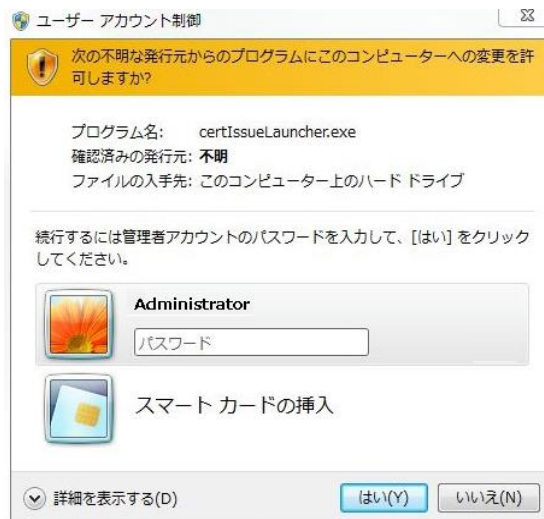 ユーザー アカウント制御
次の不明な発行元からのプログラムにこのコンピューターへの変更を許
可しますか?
プログラム名: certIssueLauncher.exe
確認済みの発行元: 不明
ファイルの入手先: このコンピューター上のハード ドライブ
続行するには管理者アカウントのパスワードを入力して、[はい] をクリック
してください。
Administrator
パスワード
スマート カードの挿入
詳細を表示する(D)
はい(Y)
いいえ(N)